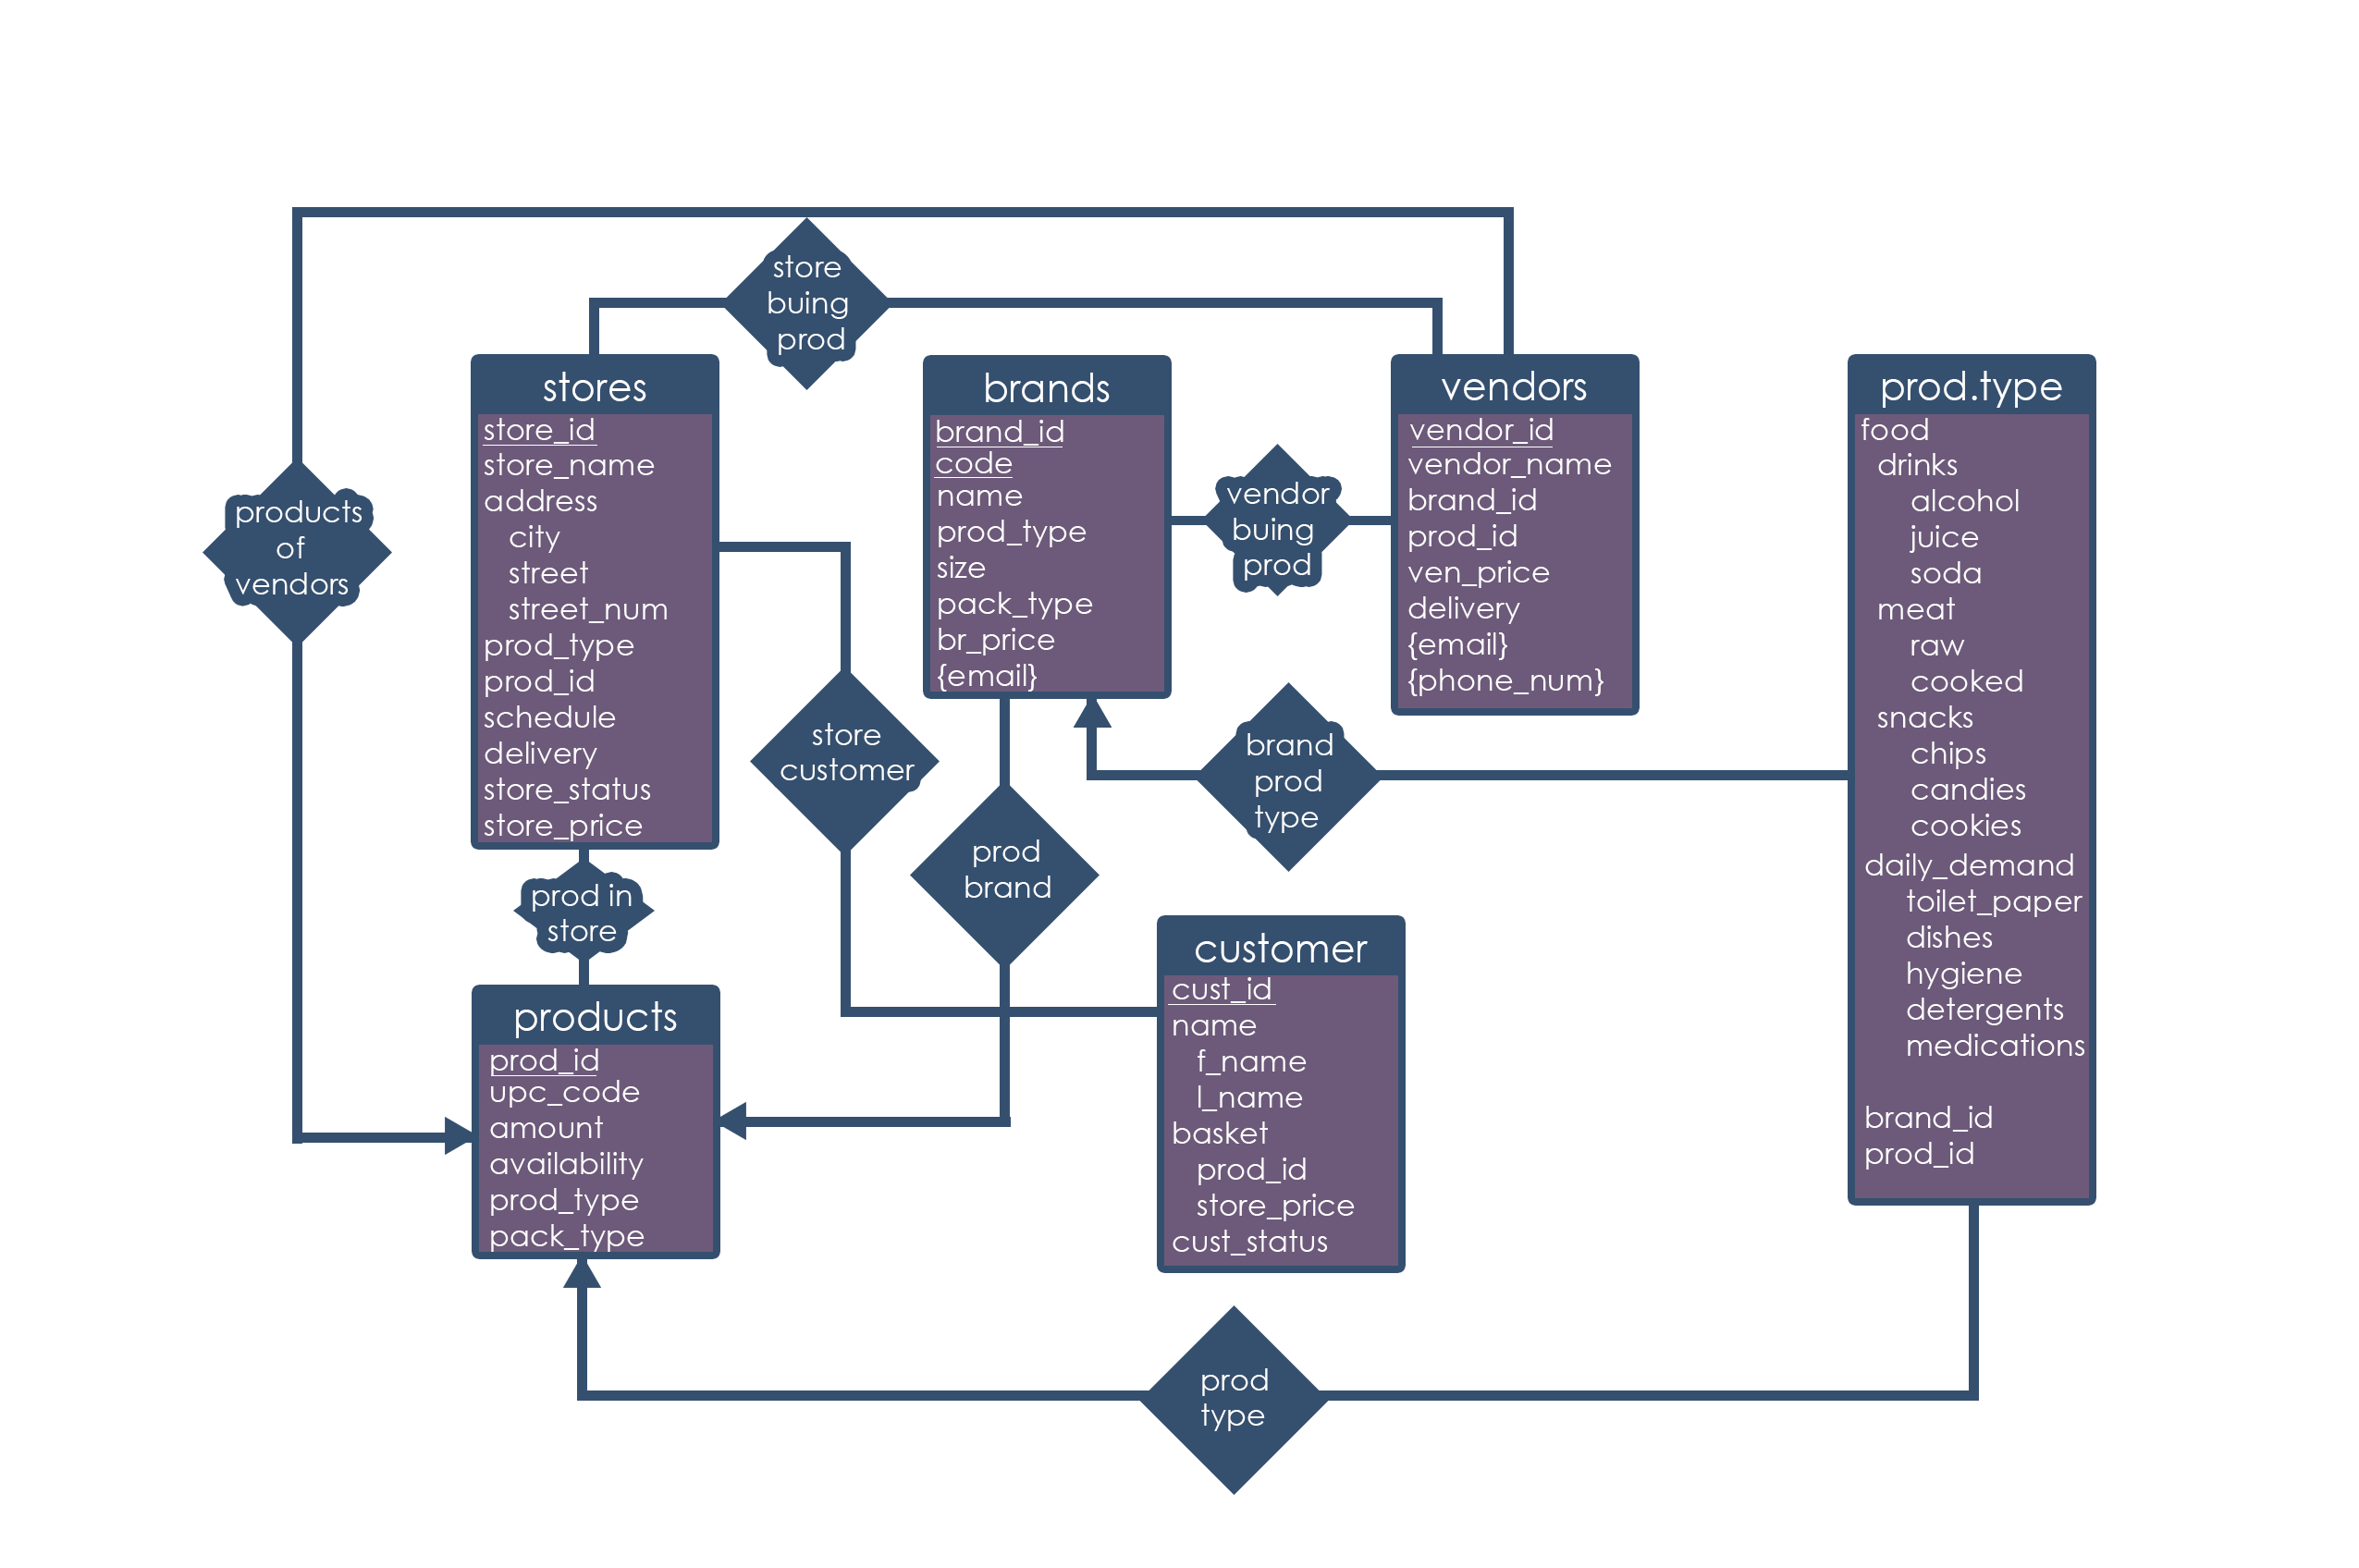 store
buing
prod
stores
store_id
store_name
address
city
street
street_num
prod_type
prod_id
schedule
delivery
store_status
store_price
brands
brand_id
code
name
prod_type
size
pack_type
br_price
{email}
vendor
buing
prod
vendors
vendor_id
vendor_name
brand_id
prod_id
ven_price
delivery
{email}
{phone_num}
prod.type
food
drinks
alcohol
juice
soda
meat
raw
cooked
snacks
chips
candies
cookies
daily_demand
toilet_paper
dishes
hygiene
detergents
medications
brand_id
prod_id
products
of
vendors
store
customer
brand
prod
type
prod
brand
prod in
store
products
prod_id
upc_code
amount
availability
prod_type
pack_type
customer
cust_id
name
f_name
l_name
basket
prod_id
store_price
cust_status
prod
type